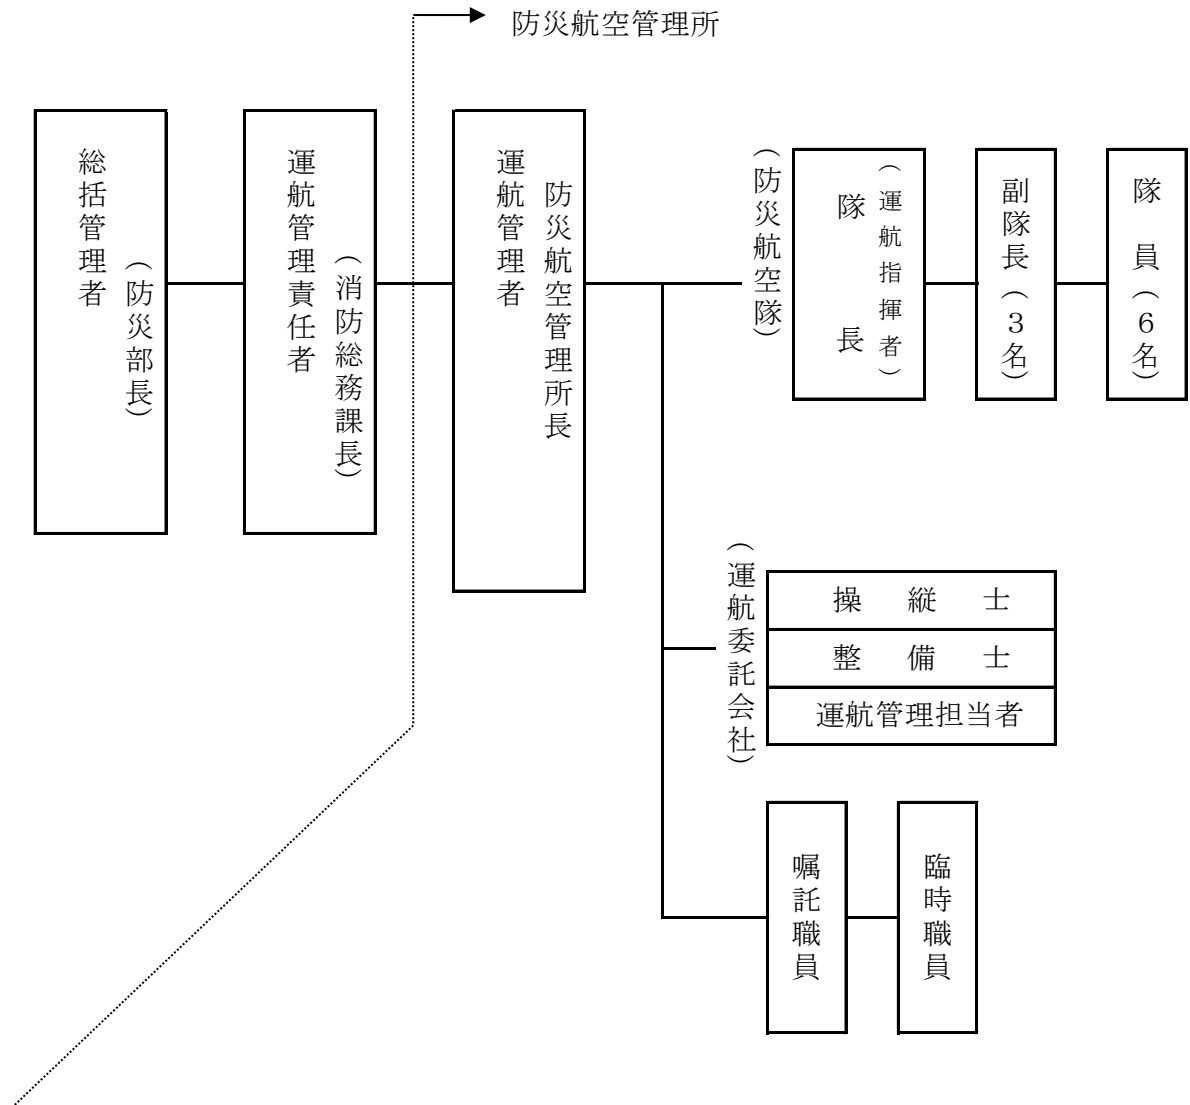 防災航空管理所
総括管理者
（防災部長）
運航管理責任者
（消防総務課長）
運航管理者
防災航空管理所長
（防災航空隊）
隊長
（運航指揮者）
副隊長（３名）
隊員（６名）
（運航委託会社）
操縦士
整備士
運航管理担当者
嘱託職員
臨時職員